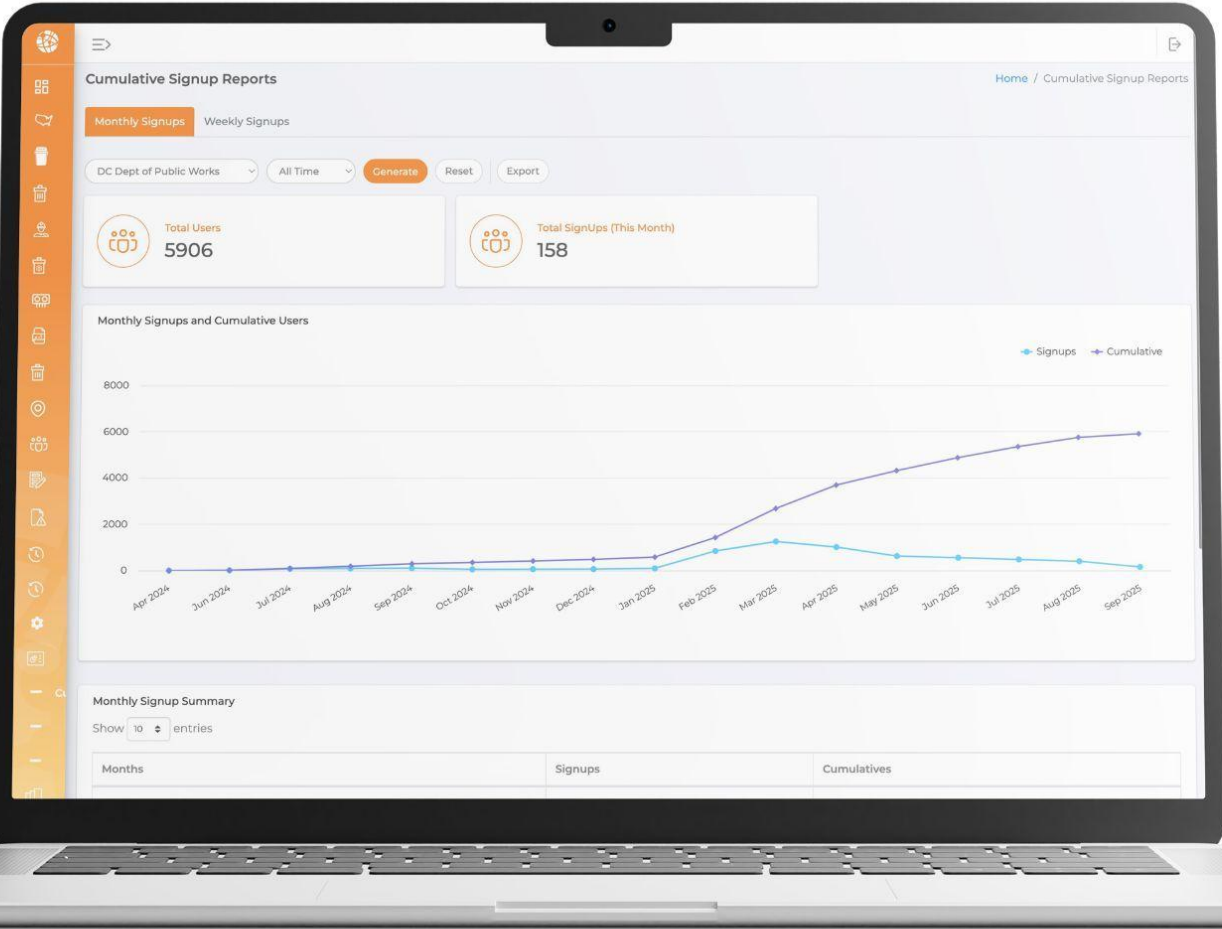 Cumulative Signup Reports
Home / Cumulative Signup Reports
Monthly Signups Weekly Signups
DC Dept of Public Works All Time Generate Reset Export
Total Users
5906
Total SignUps (This Month)
158
Monthly Signups and Cumulative Users
Signups Cumulative
8000
6000
4000
2000
0
Apr 2024 Jun 2024 Jul 2024 Aug 2024 Sep 2024 Oct 2024 Nov 2024 Dec 2024 Jan 2025 Feb 2025 Mar 2025 Apr 2025 May 2025 Jun 2025 Jul 2025 Aug 2025 Sep 2025
Monthly Signup Summary
Show 10 entries
Months Signups Cumulatives